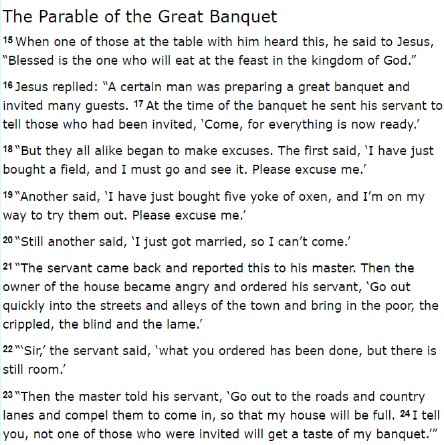 The Parable of the Great Banquet
15 When one of those at the table with him heard this, he said to Jesus,
“Blessed is the one who will eat at the feast in the kingdom of God.”
16 Jesus replied: “A certain man was preparing a great banquet and
invited many guests. 17 At the time of the banquet he sent his servant to
tell those who had been invited, ‘Come, for everything is now ready.’
18 “But they all alike began to make excuses. The first said, ‘I have just
bought a field, and I must go and see it. Please excuse me.’
19 “Another said, ‘I have just bought five yoke of oxen, and I’m on my
way to try them out. Please excuse me.’
20 “Still another said, ‘I just got married, so I can’t come.’
21 “The servant came back and reported this to his master. Then the
owner of the house became angry and ordered his servant, ‘Go out
quickly into the streets and alleys of the town and bring in the poor, the
crippled, the blind and the lame.’
22 “‘Sir,’ the servant said, ‘what you ordered has been done, but there is
still room.’
23 “Then the master told his servant, ‘Go out to the roads and country
lanes and compel them to come in, so that my house will be full. 24 I tell
you, not one of those who were invited will get a taste of my banquet.’”